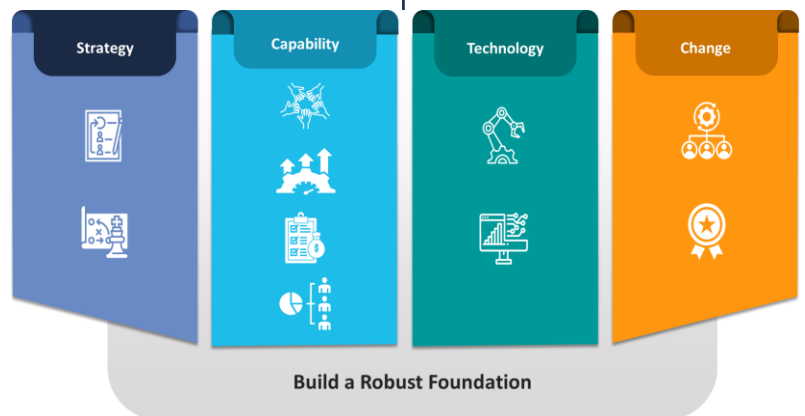 Strategy
Capability
Technology
Change
Build a Robust Foundation